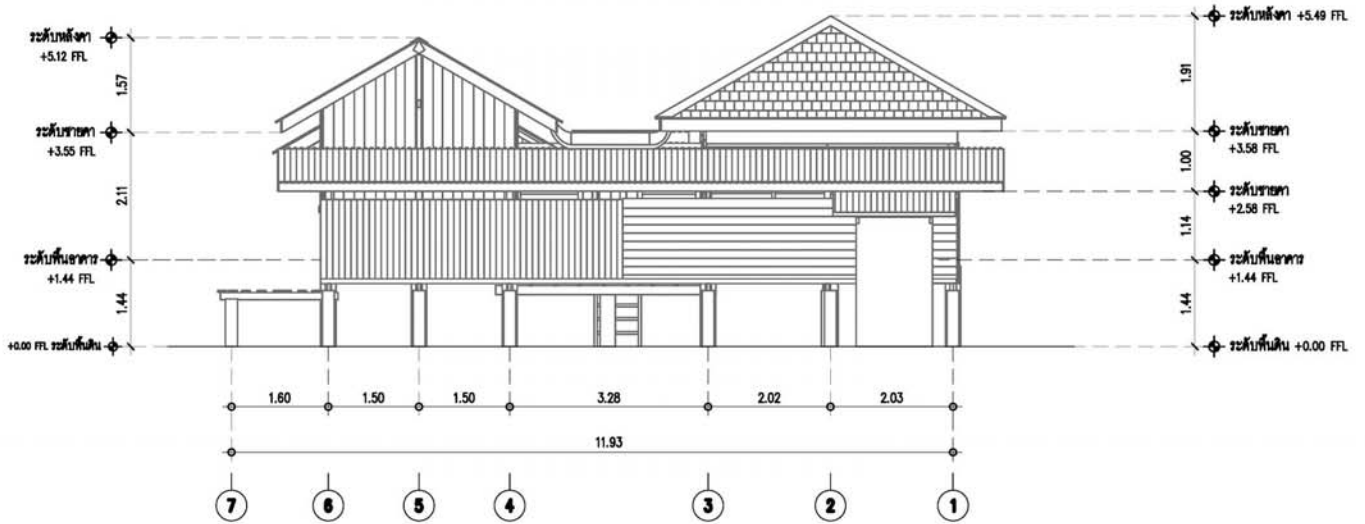 ระดับหลังคา
+5.12 FFL
1.57
ระดับชายคา
+3.55 FFL
2.11
ระดับพื้นอาคาร
+1.44 FFL
1.44
+0.00 FFL ระดับพื้นดิน
ระดับหลังคา +5.49 FFL
1.91
ระดับชายคา
+3.58 FFL
1.00
ระดับชายคา
+2.58 FFL
1.14
ระดับพื้นอาคาร
+1.44 FFL
1.44
ระดับพื้นดิน +0.00 FFL
1.60 1.50 1.50 3.28 2.02 2.03
11.93
7 6 5 4 3 2 1